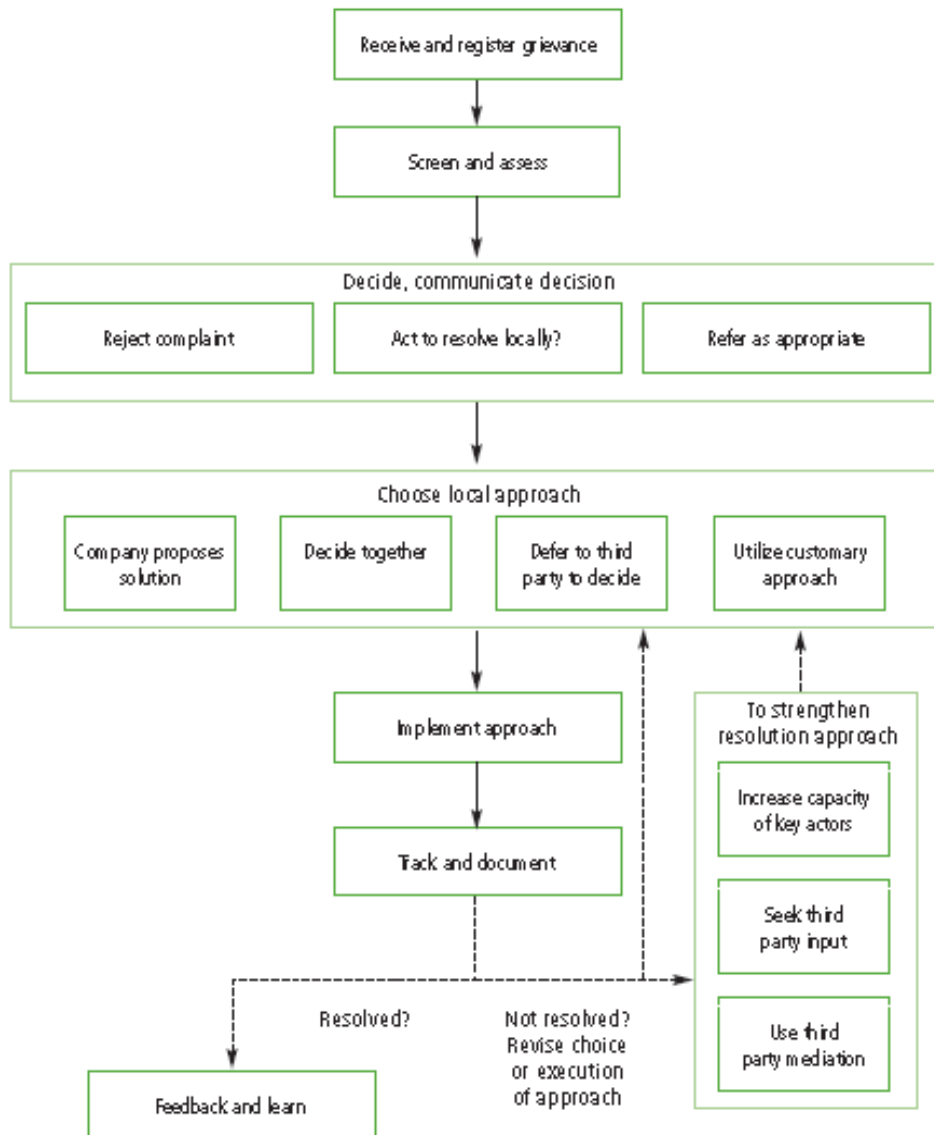 Receive and register grievance
Screen and assess
Decide, communicate decision
Reject complaint
Act to resolve locally?
Refer as appropriate
Choose local approach
Company proposes
solution
Decide together
Defer to third
party to decide
Utilize customary
approach
Implement approach
To strengthen
resolution approach
Increase capacity
of key actors
Track and document
Seek third
party input
Resolved?
Not resolved?
Revise choice
or execution
of approach
Use third
party mediation
Feedback and learn